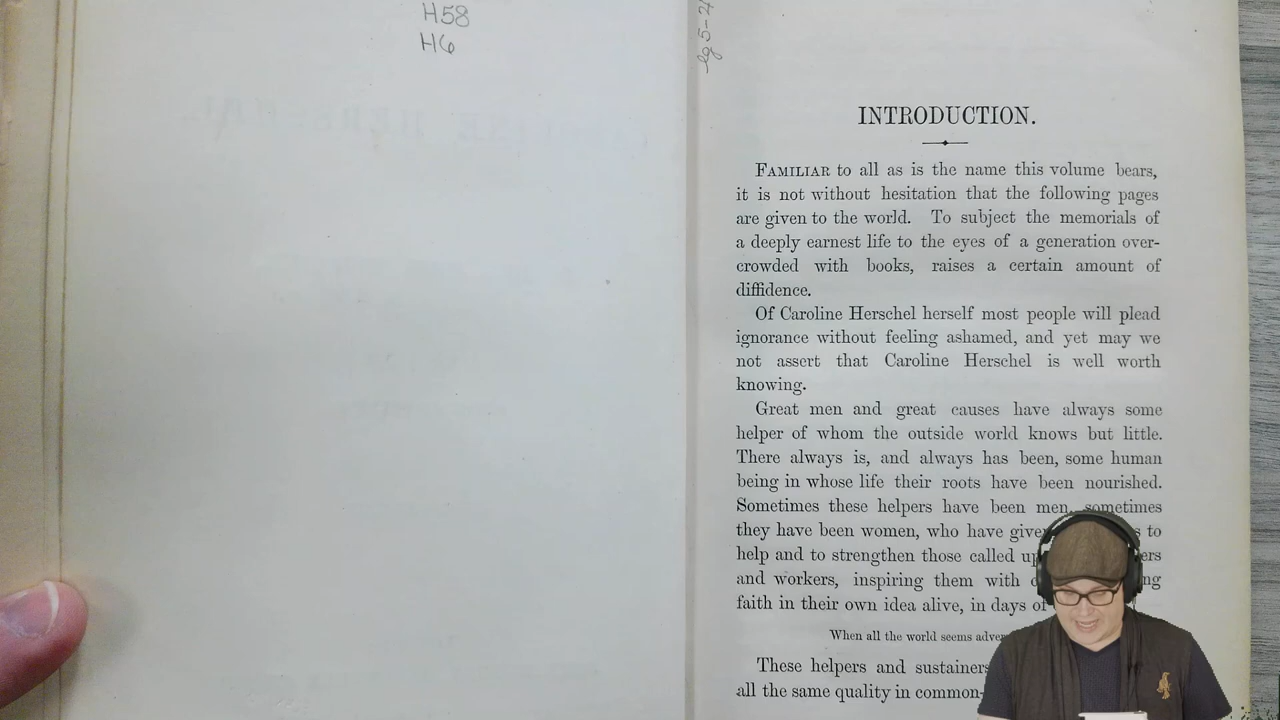 H58
H6
INTRODUCTION.
FAMILIAR to all as is the name this volume bears,
it is not without hesitation that the following pages
are given to the world. To subject the memorials of
a deeply earnest life to the eyes of a generation over-
crowded with books, raises a certain amount of
diffidence.
Of Caroline Herschel herself most people will plead
ignorance without feeling ashamed, and yet may we
not assert that Caroline Herschel is well worth
knowing.
Great men and great causes have always some
helper of whom the outside world knows but little.
There always is, and always has been, some human
being in whose life their roots have been nourished.
Sometimes these helpers have been men, sometimes
they have been women, who have given to
help and to strengthen those called
and workers, inspiring them with
faith in their own idea alive, in days of
When all the world seems
These helpers and sustainers
all the same quality in common-